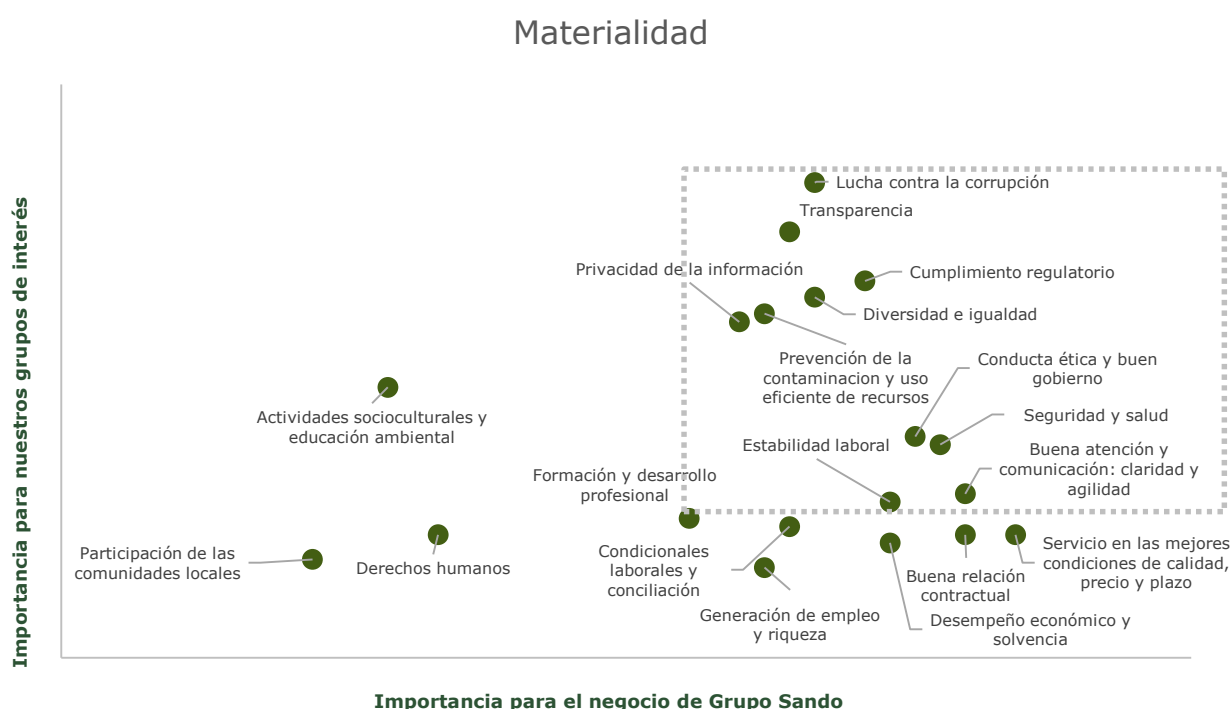 Materialidad
Importancia para nuestros grupos de interés
Lucha contra la corrupción
Transparencia
Privacidad de la información
Cumplimiento regulatorio
Diversidad e igualdad
Prevención de la
contaminacion y uso
eficiente de recursos
Conducta ética y buen
gobierno
Actividades socioculturales y
educación ambiental
Seguridad y salud
Estabilidad laboral
Buena atención y
comunicación: claridad y
agilidad
Formación y desarrollo
profesional
Participación de las
comunidades locales
Derechos humanos
Condicionales
laborales y
conciliación
Generación de empleo
y riqueza
Buena relación
contractual
Servicio en las mejores
condiciones de calidad,
precio y plazo
Desempeño económico y
solvencia
Importancia para el negocio de Grupo Sando